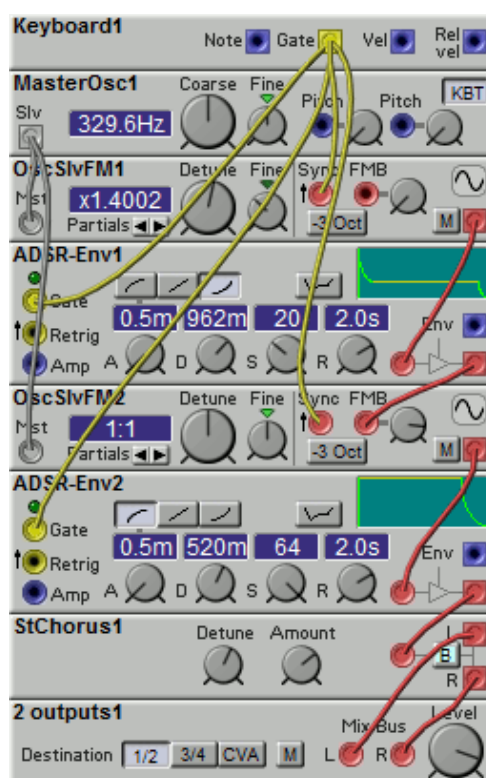 Keyboard1
Note Gate Vel Rel vel
MasterOsc1 Coarse Fine
Pitch Pitch KBT
Slv
329.6Hz
OscSlvFM1 Detune Fine Sync FMB
Mst x1.4002
Partials -3 Oct M
ADSR-Env1
Gate
0.5m 962m 20 2.0s Env
Retrig
Amp A D S R
OscSlvFM2 Detune Fine Sync FMB
Mst 1:1
Partials -3 Oct M
ADSR-Env2
Gate
0.5m 520m 64 2.0s Env
Retrig
Amp A D S R
StChorus1 Detune Amount L
B
R
2 outputs1 Mix Bus Level
Destination 1/2 3/4 CVA M L R